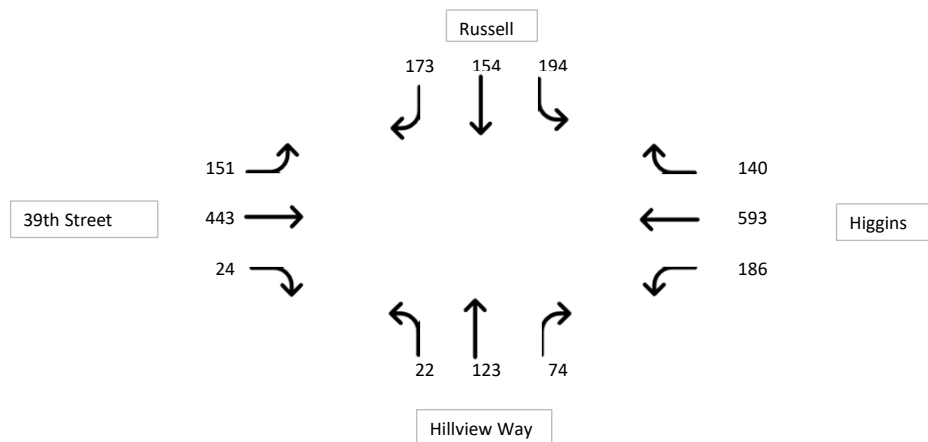 Russell
173 154 194
151 140
39th Street 443 593 Higgins
24 186
22 123 74
Hillview Way